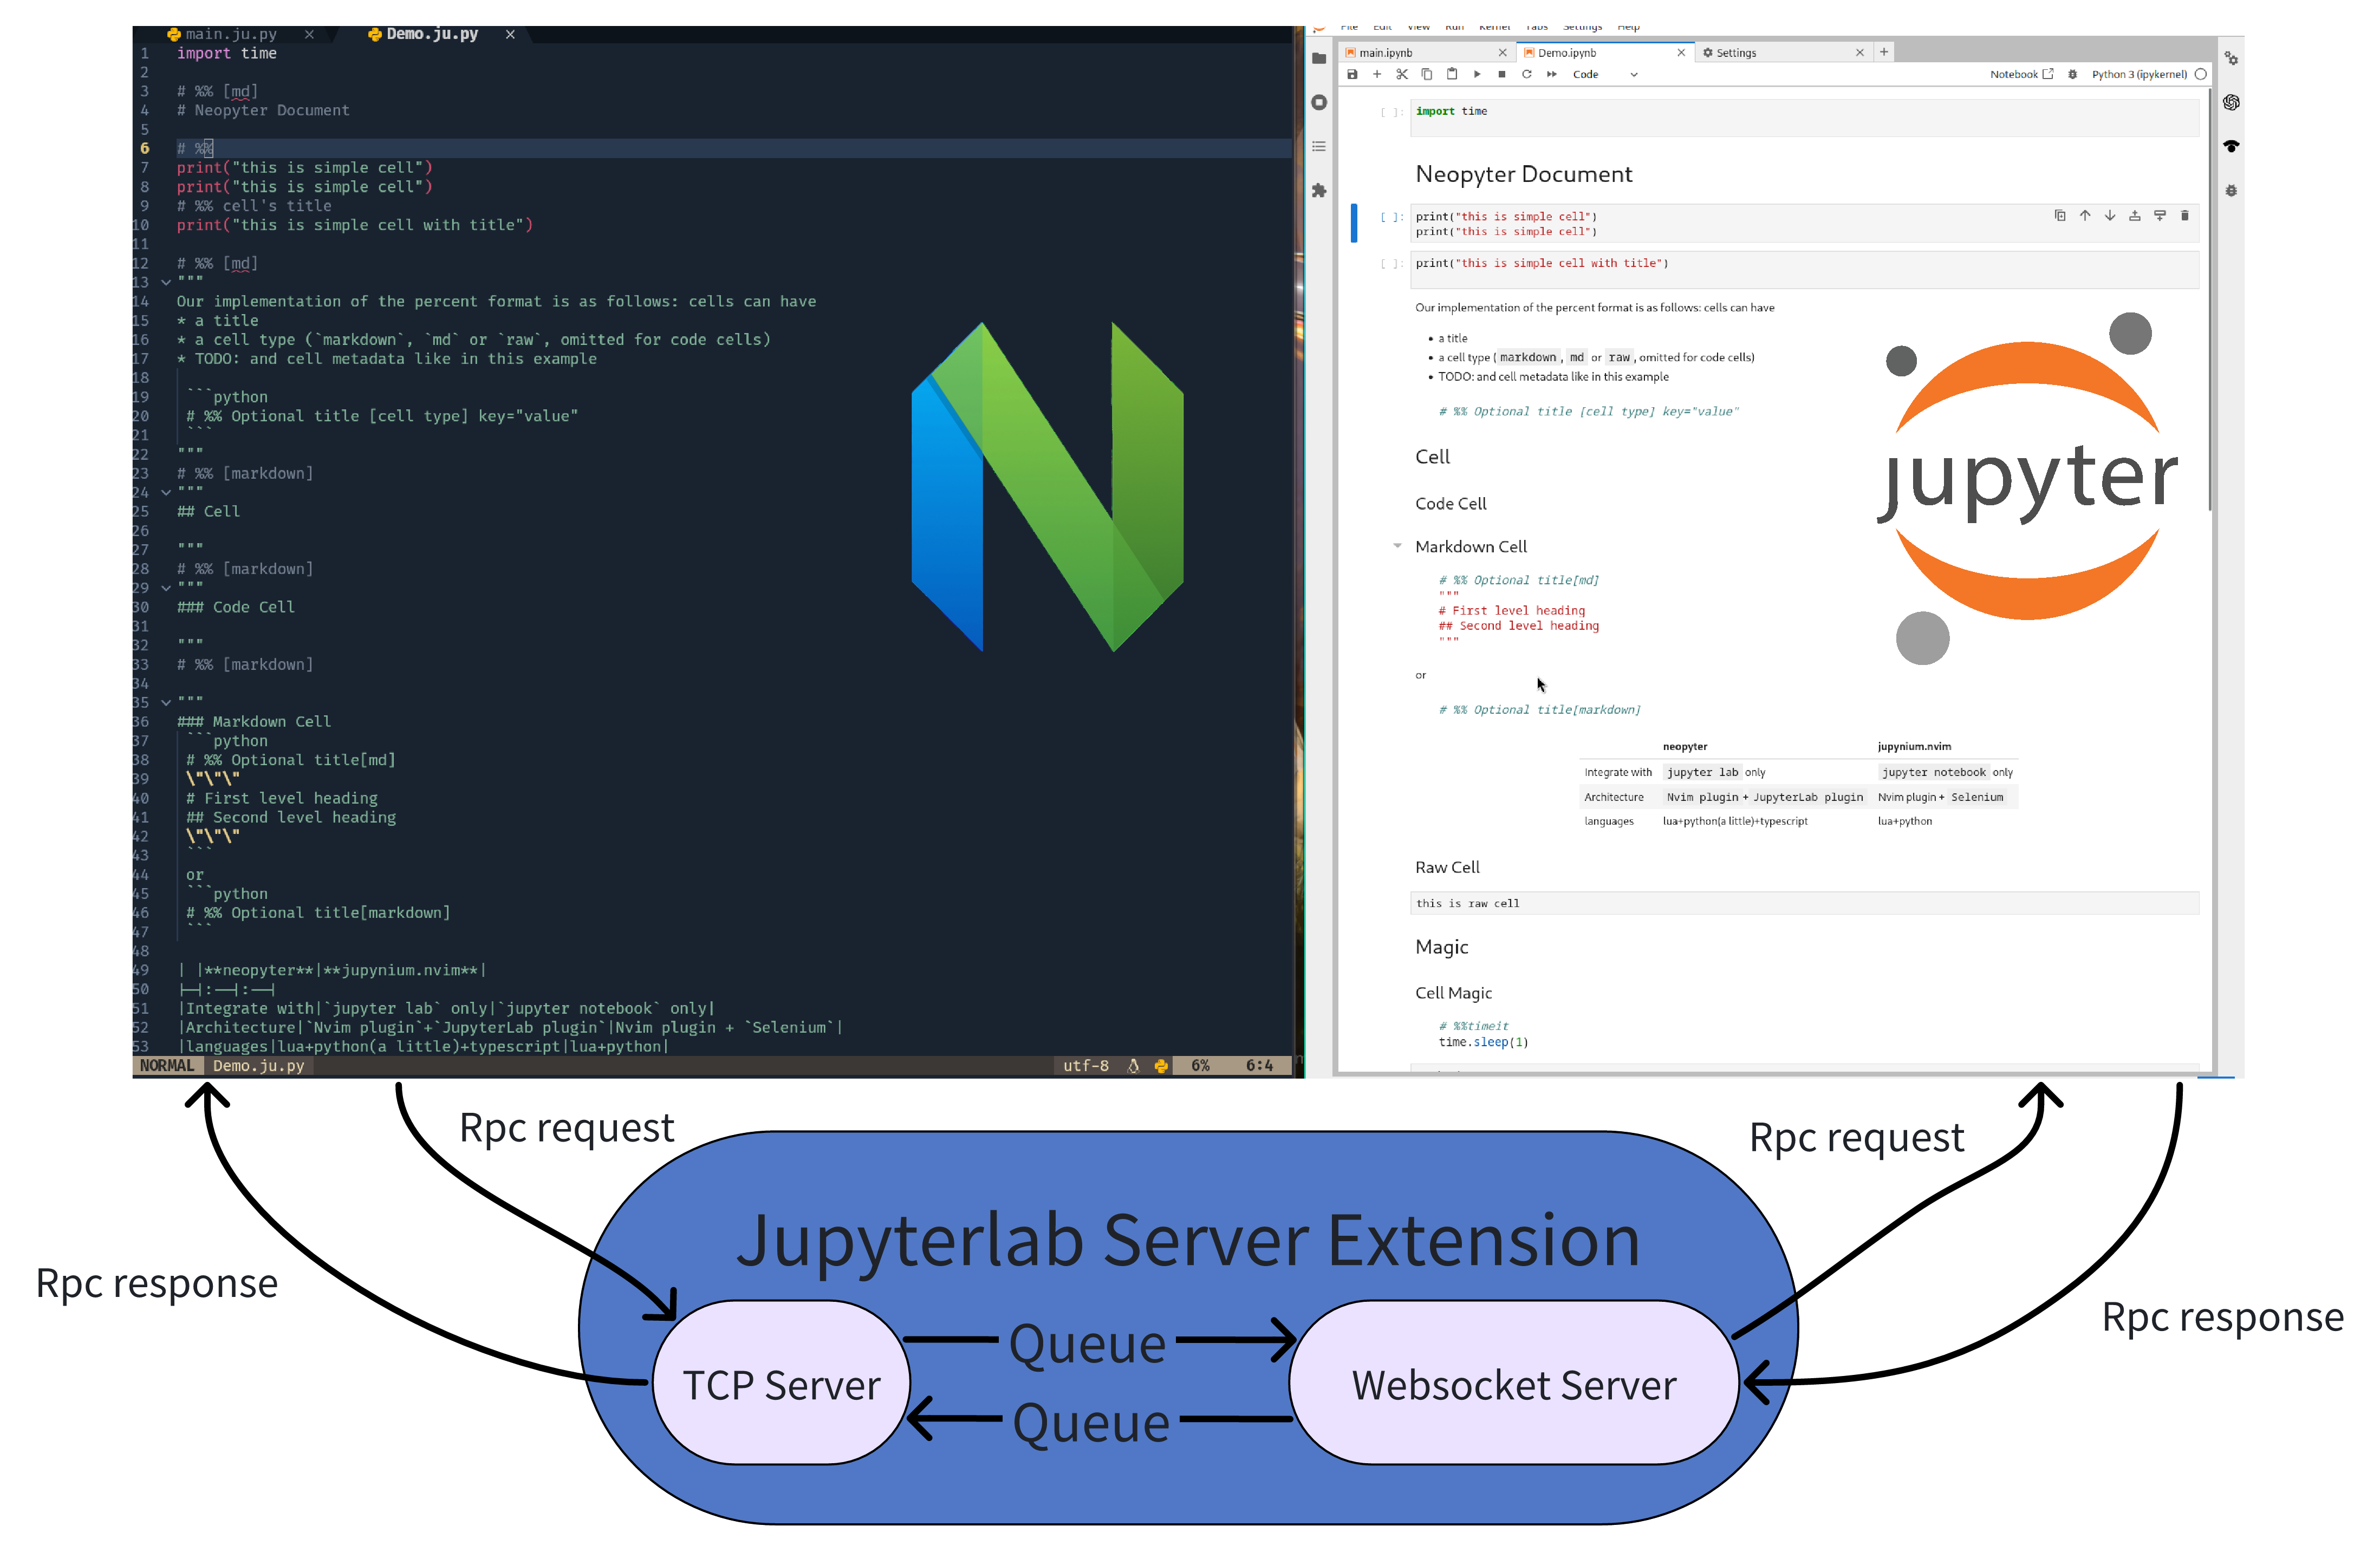 main.ju.py × Demo.ju.py ×
1 import time
2
3 # %% [md]
4 # Neopyter Document
5
6 # %%
7 print("this is simple cell")
8 print("this is simple cell")
9 # %% cell's title
10 print("this is simple cell with title")
11
12 # %% [md]
13 """
14 Our implementation of the percent format is as follows: cells can have
15 * a title
16 * a cell type (`markdown`, `md` or `raw`, omitted for code cells)
17 * TODO: and cell metadata like in this example
18
19 ```python
20 # %% Optional title [cell type] key="value"
21 ```
22 """
23 # %% [markdown]
24 """
25 ## Cell
26
27 """
28 # %% [markdown]
29 """
30 ### Code Cell
31
32 """
33 # %% [markdown]
34
35 """
36 ### Markdown Cell
37 ```python
38 # %% Optional title[md]
39 \"\"\"
40 # First level heading
41 ## Second level heading
42 \"\"\"
43 ```
44 or
45 ```python
46 # %% Optional title[markdown]
47 ```
48
49 | |**neopyter**|**jupynium.nvim**|
50 |—|:—|:—|
51 |Integrate with|`jupyter lab` only|`jupyter notebook` only|
52 |Architecture|`Nvim plugin`+`JupyterLab plugin`|Nvim plugin + `Selenium`|
53 |languages|lua+python(a little)+typescript|lua+python|
NORMAL Demo.ju.py utf-8 6% 6:4
File Edit View Run Kernel Tabs Settings Help
main.ipynb × Demo.ipynb × Settings × +
Code Notebook Python 3 (ipykernel)
[ ]: import time
Neopyter Document
[ ]: print("this is simple cell")
print("this is simple cell")
[ ]: print("this is simple cell with title")
Our implementation of the percent format is as follows: cells can have
• a title
• a cell type ( markdown , md or raw , omitted for code cells)
• TODO: and cell metadata like in this example
# %% Optional title [cell type] key="value"
Cell
Code Cell
Markdown Cell
# %% Optional title[md]
"""
# First level heading
## Second level heading
"""
or
# %% Optional title[markdown]
neopyter jupynium.nvim
Integrate with jupyter lab only jupyter notebook only
Architecture Nvim plugin + JupyterLab plugin Nvim plugin + Selenium
languages lua+python(a little)+typescript lua+python
Raw Cell
this is raw cell
Magic
Cell Magic
# %%timeit
time.sleep(1)
jupyter
Rpc request
Rpc response
Rpc request
Rpc response
Jupyterlab Server Extension
TCP Server
Queue
Queue
Websocket Server